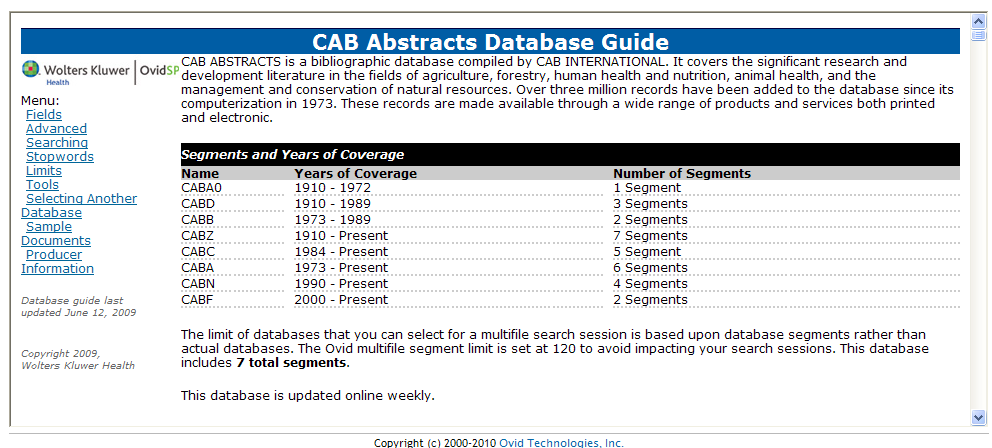 CAB Abstracts Database Guide
Wolters Kluwer | OvidSP
Health
Menu:
Fields
Advanced
Searching
Stopwords
Limits
Tools
Selecting Another
Database
Sample
Documents
Producer
Information
Database guide last
updated June 12, 2009
Copyright 2009,
Wolters Kluwer Health
CAB ABSTRACTS is a bibliographic database compiled by CAB INTERNATIONAL. It covers the significant research and
development literature in the fields of agriculture, forestry, human health and nutrition, animal health, and the
management and conservation of natural resources. Over three million records have been added to the database since its
computerization in 1973. These records are made available through a wide range of products and services both printed
and electronic.
Segments and Years of Coverage
Name Years of Coverage Number of Segments
CABA0 1910 - 1972 1 Segment
CABD 1910 - 1989 3 Segments
CABB 1973 - 1989 2 Segments
CABZ 1910 - Present 7 Segments
CABC 1984 - Present 5 Segment
CABA 1973 - Present 6 Segments
CABN 1990 - Present 4 Segments
CABF 2000 - Present 2 Segments
The limit of databases that you can select for a multifile search session is based upon database segments rather than
actual databases. The Ovid multifile segment limit is set at 120 to avoid impacting your search sessions. This database
includes 7 total segments.
This database is updated online weekly.
Copyright (c) 2000-2010 Ovid Technologies, Inc.